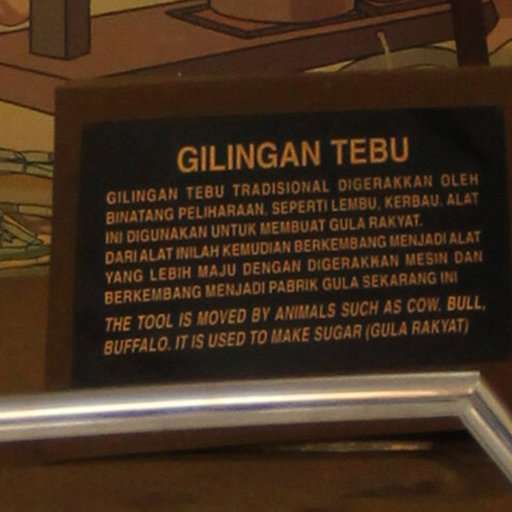 GILINGAN TEBU
GILINGAN TEBU TRADISIONAL DIGERAKKAN OLEH
BINATANG PELIHARAAN, SEPERTI LEMBU, KERBAU. ALAT
INI DIGUNAKAN UNTUK MEMBUAT GULA RAKYAT.
DARI ALAT INILAH KEMUDIAN BERKEMBANG MENJADI ALAT
YANG LEBIH MAJU DENGAN DIGERAKHAN MESIN DAN
BERKEMBANG MENJADI PABRIK GULA SEKARANG INI
THE TOOL IS MOVED BY ANIMALS SUCH AS COW. BULL,
BUFFALO. IT IS USED TO MAKE SUGAR (GULA RAKYAT)